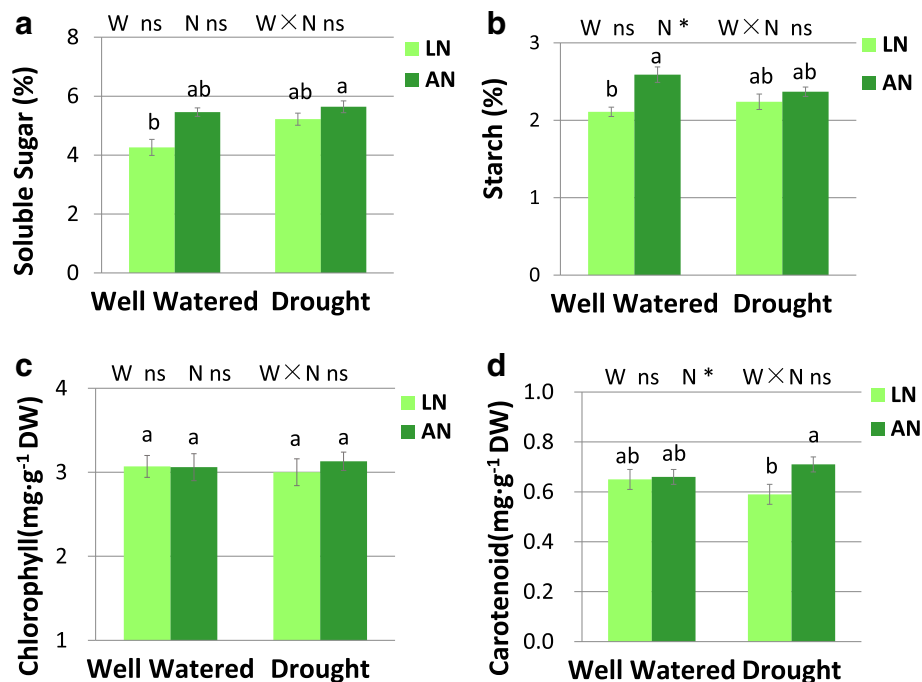 a
W ns N ns W×N ns
8
6
4
2
0
Soluble Sugar (%)
LN
AN
b
ab
ab
a
Well Watered Drought
b
W ns N * W×N ns
3
2
1
0
Starch (%)
LN
AN
b
a
ab
ab
Well Watered Drought
c
W ns N ns W×N ns
4
3
2
1
Chlorophyll(mg·g⁻¹ DW)
LN
AN
a
a
a
a
Well Watered Drought
d
W ns N * W×N ns
1.0
0.8
0.6
0.4
0.2
0.0
Carotenoid(mg·g⁻¹ DW)
LN
AN
ab
ab
b
a
Well Watered Drought